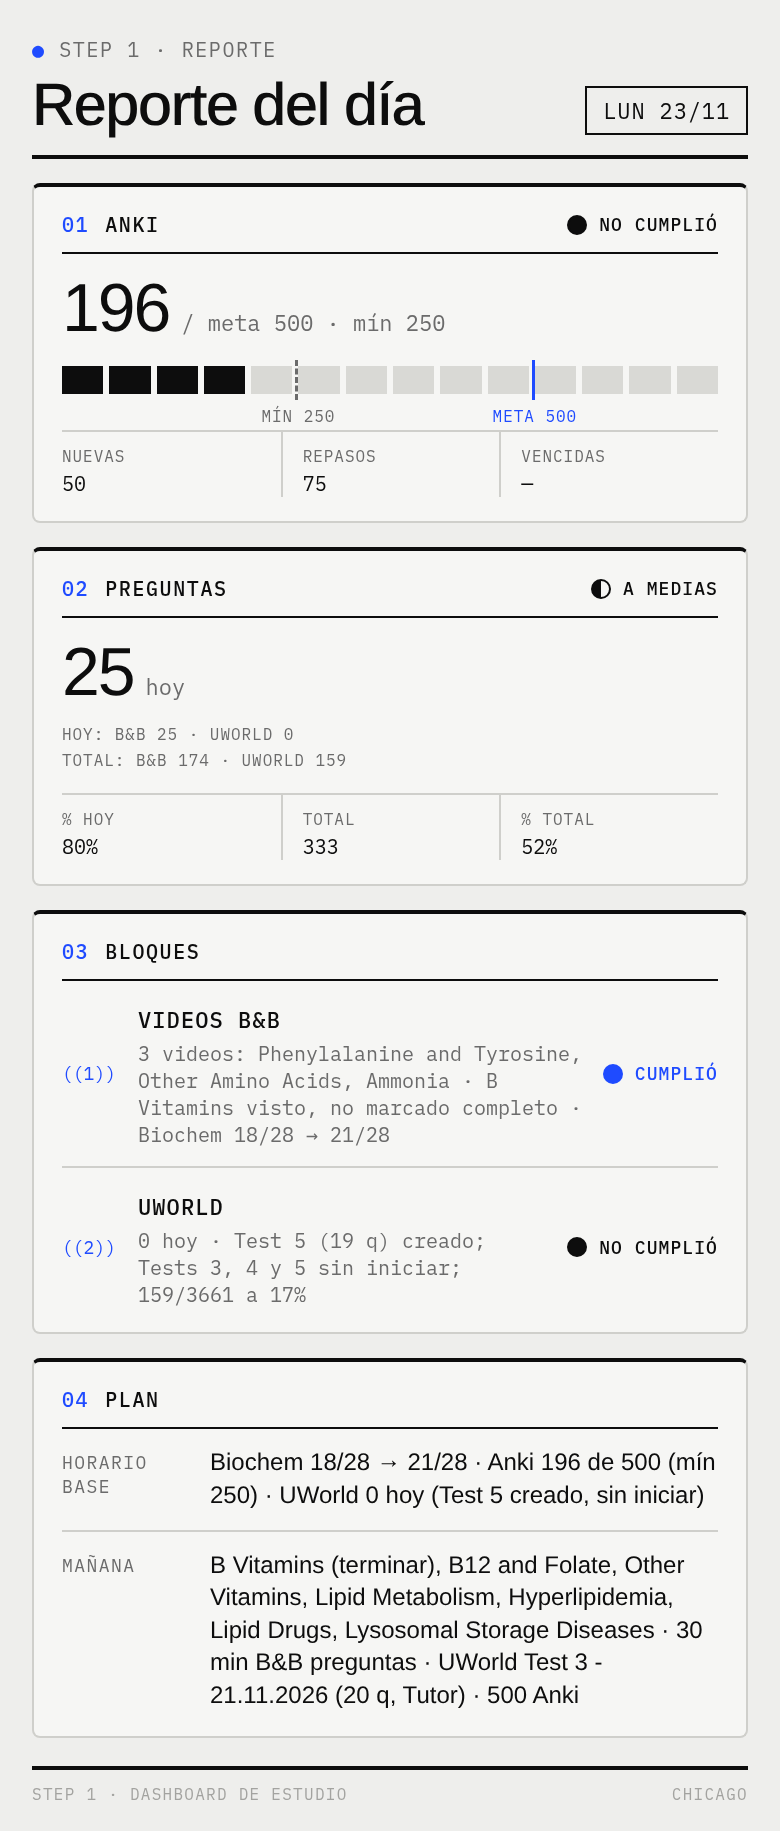 STEP 1 · REPORTE
Reporte del día
LUN 23/11
01 ANKI
NO CUMPLIÓ
196 / meta 500 · mín 250
MÍN 250
META 500
NUEVAS
50
REPASOS
75
VENCIDAS
—
02 PREGUNTAS
A MEDIAS
25 hoy
HOY: B&B 25 · UWORLD 0
TOTAL: B&B 174 · UWORLD 159
% HOY
80%
TOTAL
333
% TOTAL
52%
03 BLOQUES
((1))
VIDEOS B&B
3 videos: Phenylalanine and Tyrosine,
Other Amino Acids, Ammonia · B
Vitamins visto, no marcado completo ·
Biochem 18/28 → 21/28
CUMPLIÓ
((2))
UWORLD
0 hoy · Test 5 (19 q) creado;
Tests 3, 4 y 5 sin iniciar;
159/3661 a 17%
NO CUMPLIÓ
04 PLAN
HORARIO
BASE
Biochem 18/28 → 21/28 · Anki 196 de 500 (mín
250) · UWorld 0 hoy (Test 5 creado, sin iniciar)
MAÑANA
B Vitamins (terminar), B12 and Folate, Other
Vitamins, Lipid Metabolism, Hyperlipidemia,
Lipid Drugs, Lysosomal Storage Diseases · 30
min B&B preguntas · UWorld Test 3 -
21.11.2026 (20 q, Tutor) · 500 Anki
STEP 1 · DASHBOARD DE ESTUDIO
CHICAGO